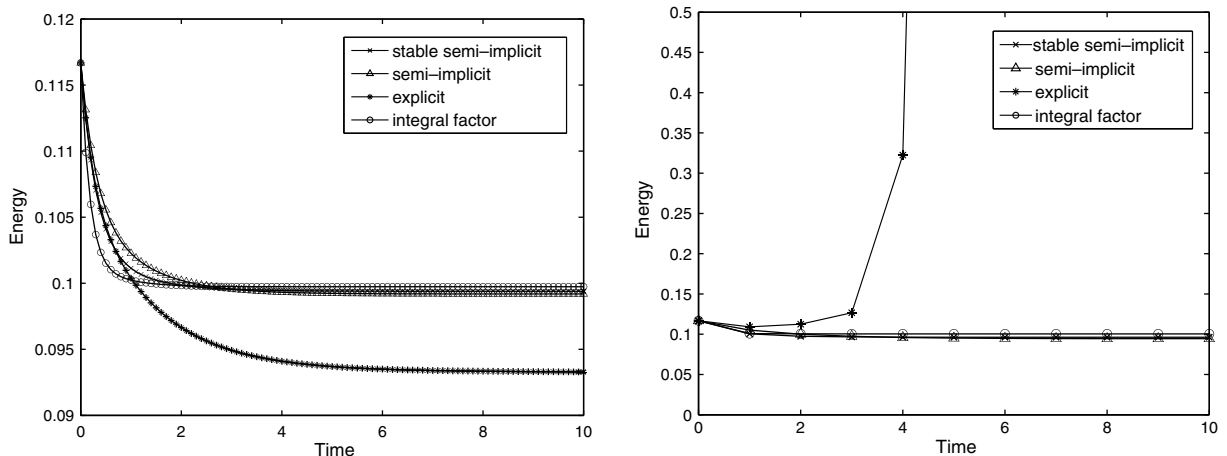 0.12
0.115
0.11
0.105
0.1
0.095
0.09
Energy
0
2
4
6
8
10
Time
stable semi−implicit
semi−implicit
explicit
integral factor
0.5
0.45
0.4
0.35
0.3
0.25
0.2
0.15
0.1
0.05
0
Energy
0
2
4
6
8
10
Time
stable semi−implicit
semi−implicit
explicit
integral factor